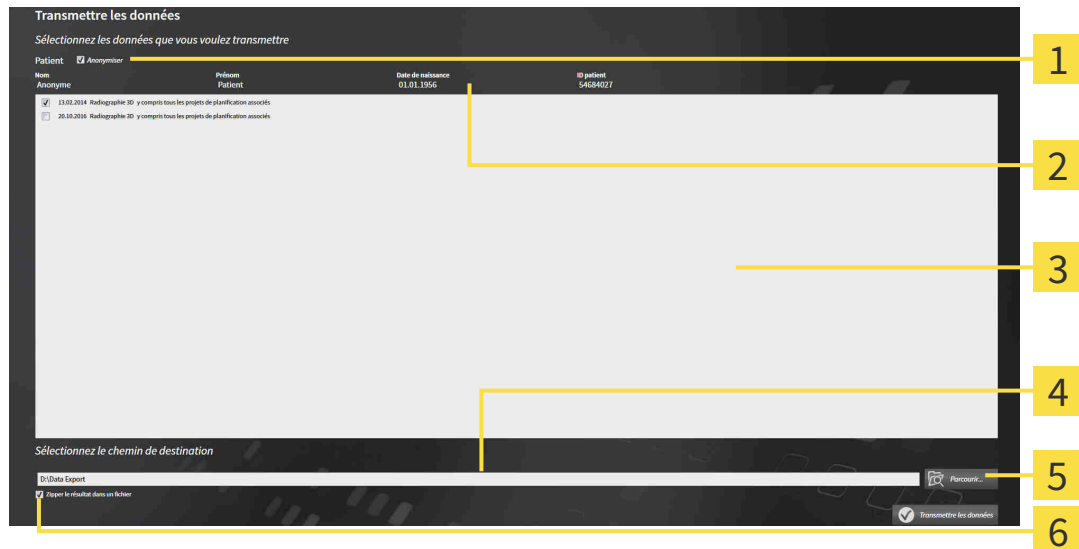 Transmettre les données
Sélectionnez les données que vous voulez transmettre
Patient Anonymiser
1
Nom Prénom Date de naissance ID patient
Anonyme Patient 01.01.1956 54684027
13.02.2014 Radiographie 3D y compris tous les projets de planification associés
20.10.2016 Radiographie 3D y compris tous les projets de planification associés
2
3
4
Sélectionnez le chemin de destination
D:\Data Export
Parcourir...
5
Zipper le résultat dans un fichier
Transmettre les données
6